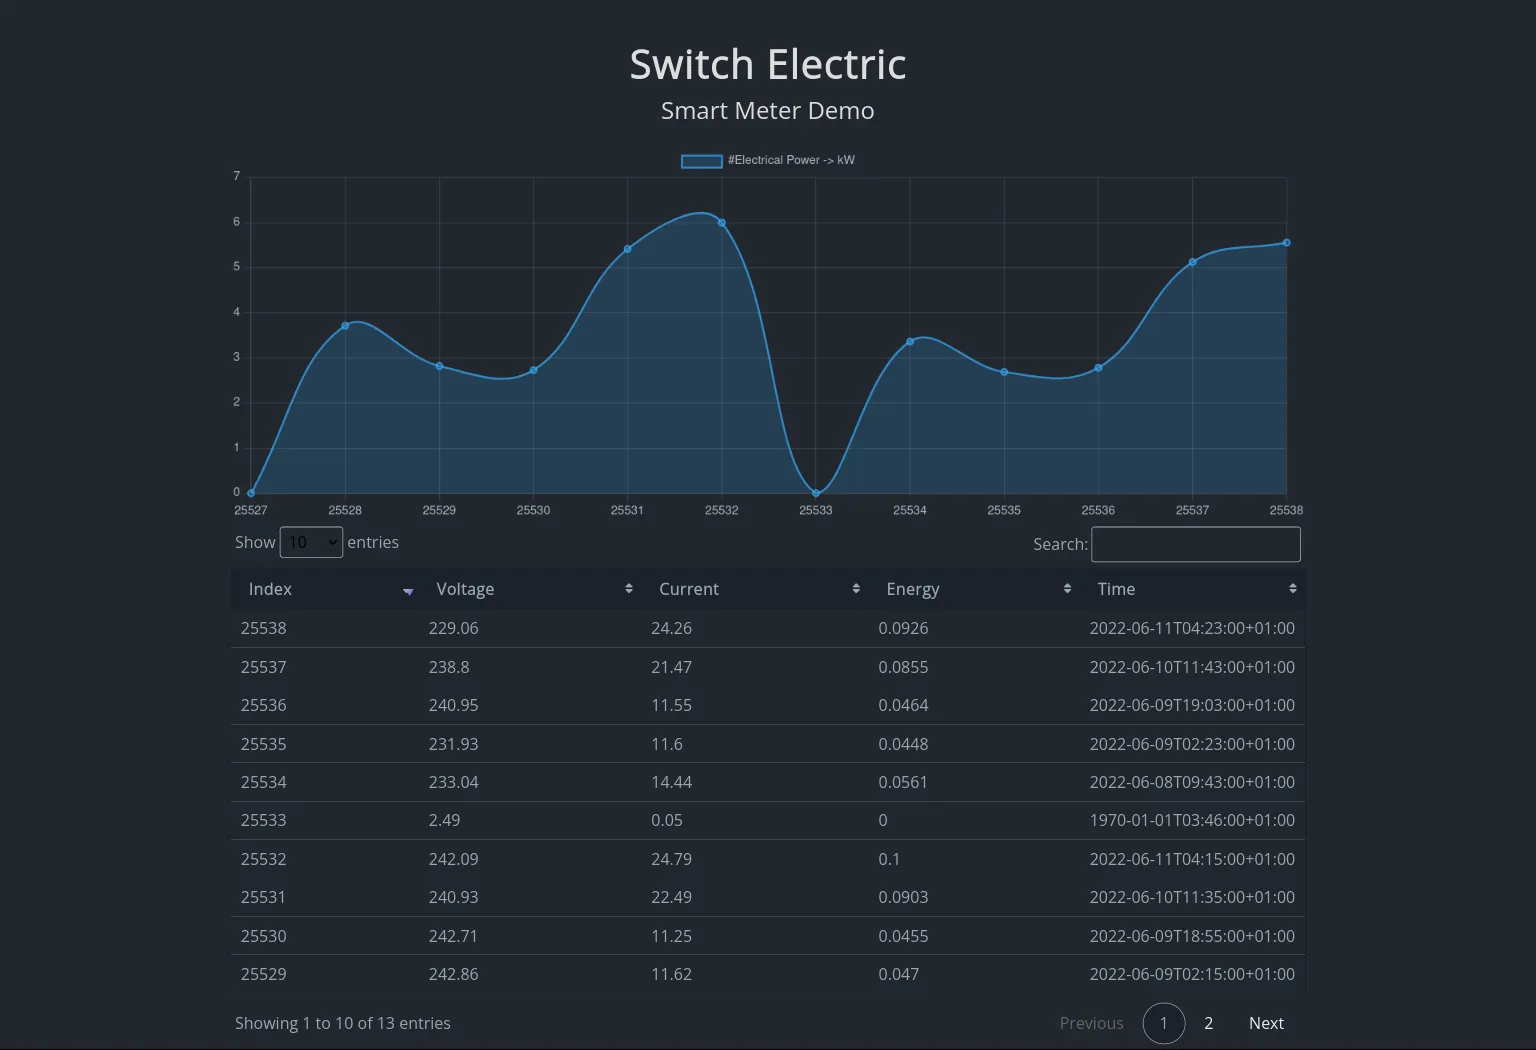 Switch Electric
Smart Meter Demo
#Electrical Power -> kW
7
6
5
4
3
2
1
0
25527 25528 25529 25530 25531 25532 25533 25534 25535 25536 25537 25538
Show 10 entries Search:
Index Voltage Current Energy Time
25538 229.06 24.26 0.0926 2022-06-11T04:23:00+01:00
25537 238.8 21.47 0.0855 2022-06-10T11:43:00+01:00
25536 240.95 11.55 0.0464 2022-06-09T19:03:00+01:00
25535 231.93 11.6 0.0448 2022-06-09T02:23:00+01:00
25534 233.04 14.44 0.0561 2022-06-08T09:43:00+01:00
25533 2.49 0.05 0 1970-01-01T03:46:00+01:00
25532 242.09 24.79 0.1 2022-06-11T04:15:00+01:00
25531 240.93 22.49 0.0903 2022-06-10T11:35:00+01:00
25530 242.71 11.25 0.0455 2022-06-09T18:55:00+01:00
25529 242.86 11.62 0.047 2022-06-09T02:15:00+01:00
Showing 1 to 10 of 13 entries Previous 1 2 Next